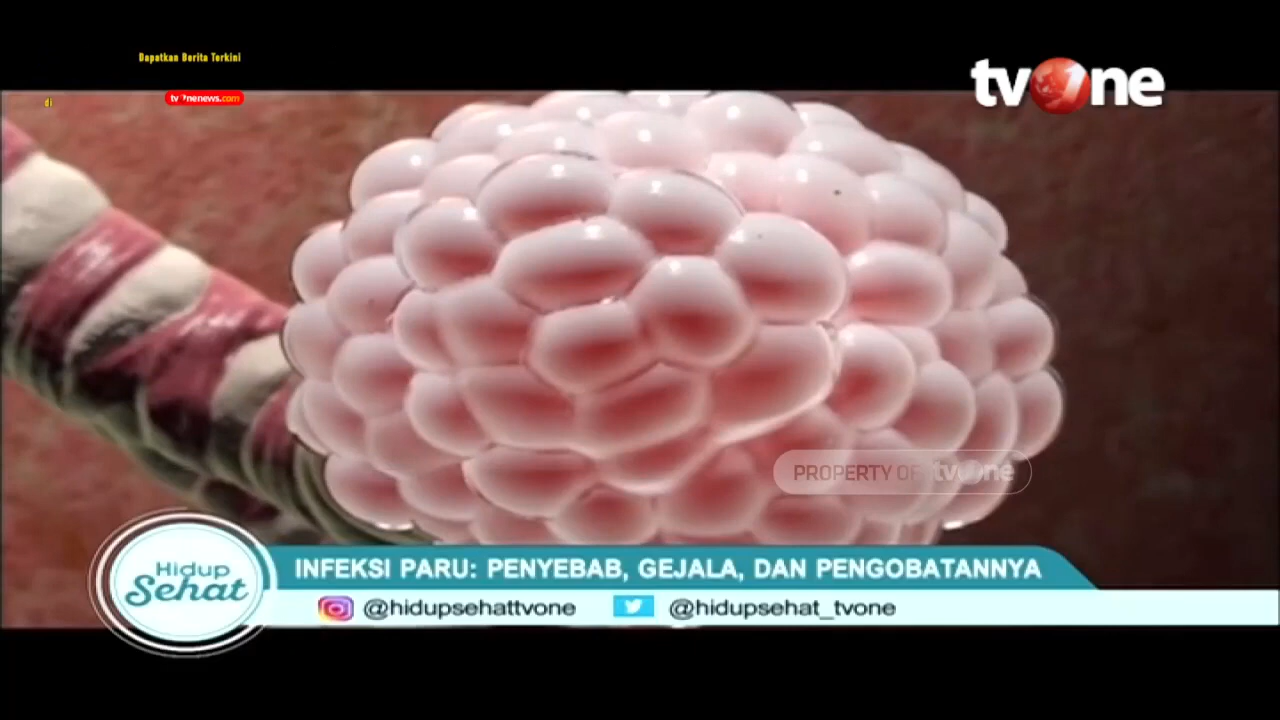 Dapatkan Berita Terkini
di
tvOnenews.com
tvOne
PROPERTY OF tvOne
Hidup
Sehat
INFEKSI PARU: PENYEBAB, GEJALA, DAN PENGOBATANNYA
@hidupsehattvone @hidupsehat_tvone